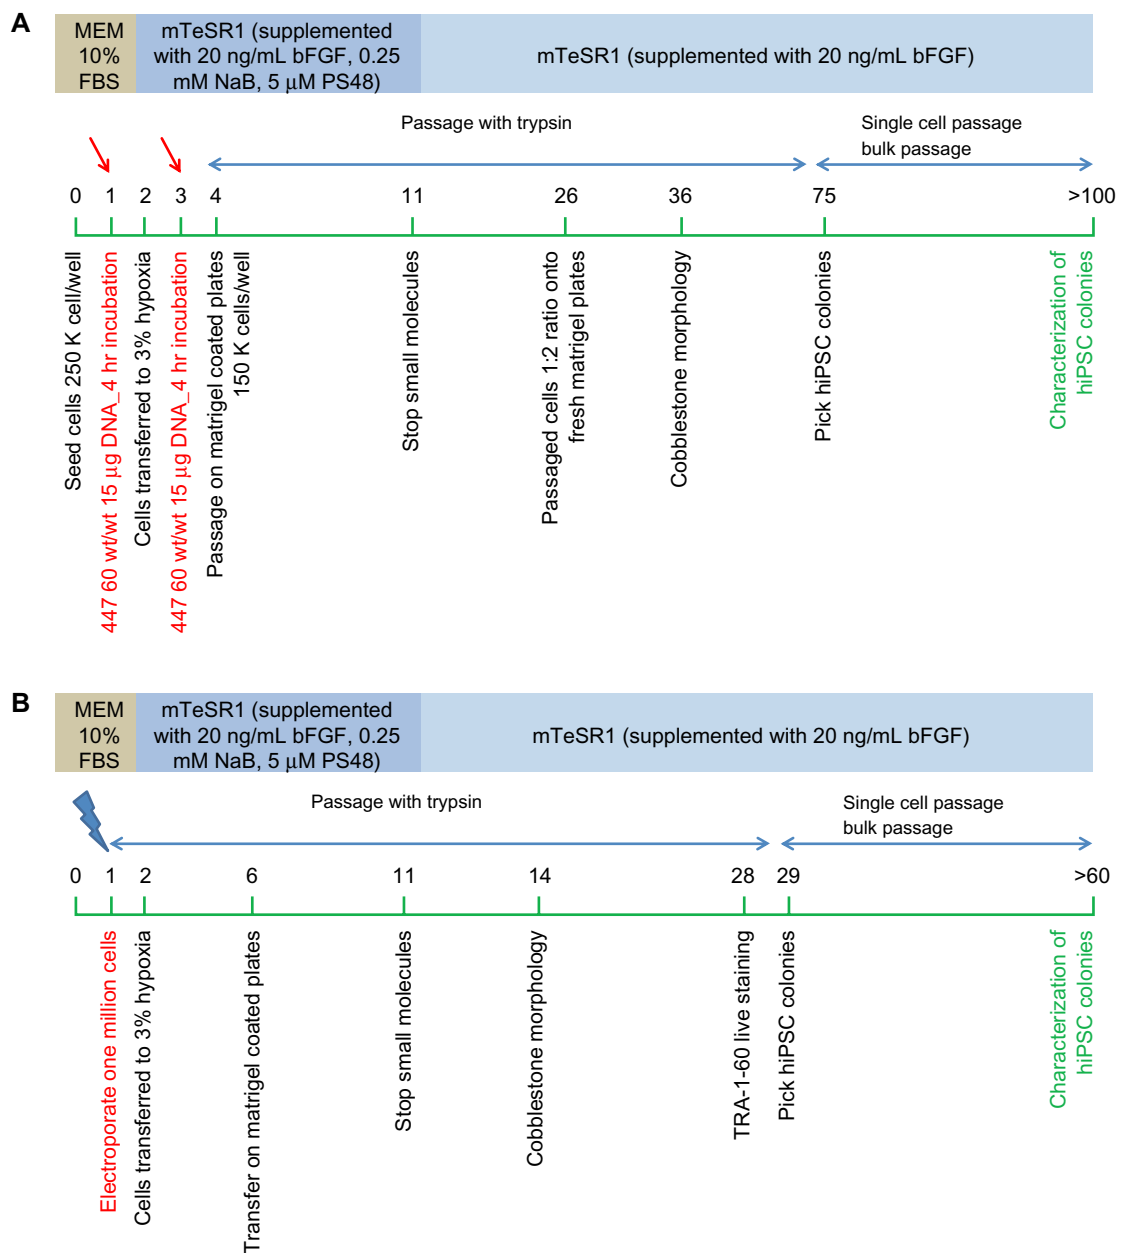 A
MEM
10%
FBS
mTeSR1 (supplemented
with 20 ng/mL bFGF, 0.25
mM NaB, 5 μM PS48)
mTeSR1 (supplemented with 20 ng/mL bFGF)
Passage with trypsin
Single cell passage
bulk passage
0 1 2 3 4 11 26 36 75 >100
Seed cells 250 K cell/well
447 60 wt/wt 15 μg DNA_4 hr incubation
Cells transferred to 3% hypoxia
447 60 wt/wt 15 μg DNA_4 hr incubation
Passage on matrigel coated plates
150 K cells/well
Stop small molecules
Passaged cells 1:2 ratio onto
fresh matrigel plates
Cobblestone morphology
Pick hiPSC colonies
Characterization of
hiPSC colonies
B
MEM
10%
FBS
mTeSR1 (supplemented
with 20 ng/mL bFGF, 0.25
mM NaB, 5 μM PS48)
mTeSR1 (supplemented with 20 ng/mL bFGF)
Passage with trypsin
Single cell passage
bulk passage
0 1 2 6 11 14 28 29 >60
Electroporate one million cells
Cells transferred to 3% hypoxia
Transfer on matrigel coated plates
Stop small molecules
Cobblestone morphology
TRA-1-60 live staining
Pick hiPSC colonies
Characterization of
hiPSC colonies